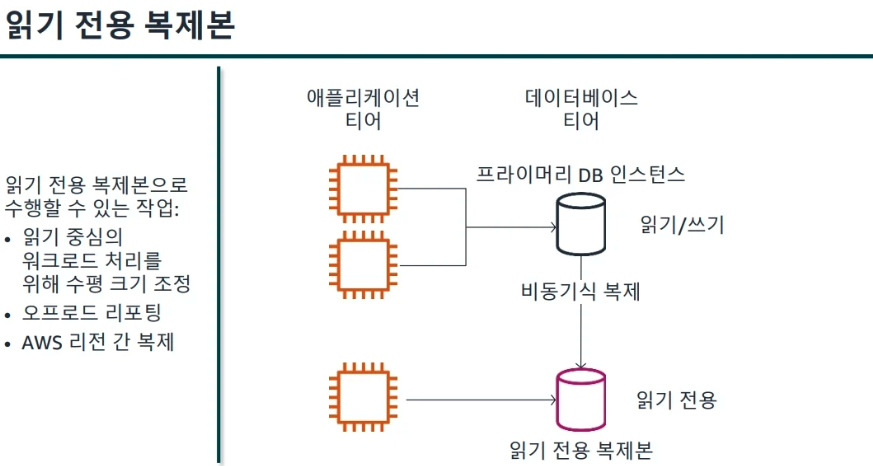 읽기 전용 복제본
읽기 전용 복제본으로
수행할 수 있는 작업:
• 읽기 중심의
워크로드 처리를
위해 수평 크기 조정
• 오프로드 리포팅
• AWS 리전 간 복제
애플리케이션
티어
데이터베이스
티어
프라이머리 DB 인스턴스
읽기/쓰기
비동기식 복제
읽기 전용
읽기 전용 복제본